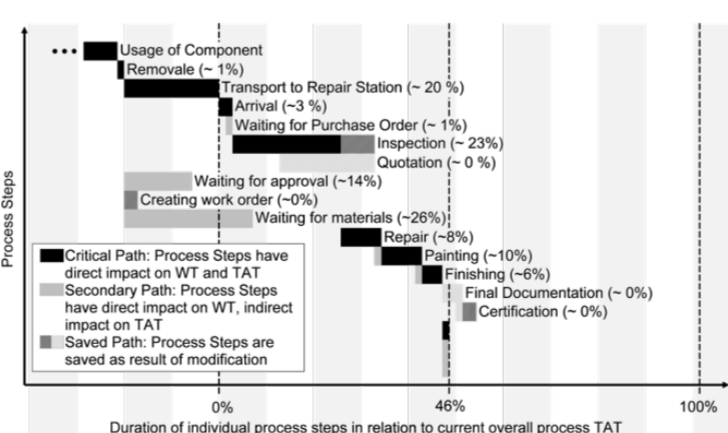 Usage of Component
Removale (~ 1%)
Transport to Repair Station (~ 20 %)
Arrival (~3 %)
Waiting for Purchase Order (~ 1%)
Inspection (~ 23%)
Quotation (~ 0 %)
Waiting for approval (~14%)
Creating work order (~0%)
Waiting for materials (~26%)
Repair (~8%)
Painting (~10%)
Finishing (~6%)
Final Documentation (~ 0%)
Certification (~ 0%)
Process Steps
Critical Path: Process Steps have
direct impact on WT and TAT
Secondary Path: Process Steps
have direct impact on WT, indirect
impact on TAT
Saved Path: Process Steps are
saved as result of modification
0%
46%
100%
Duration of individual process steps in relation to current overall process TAT